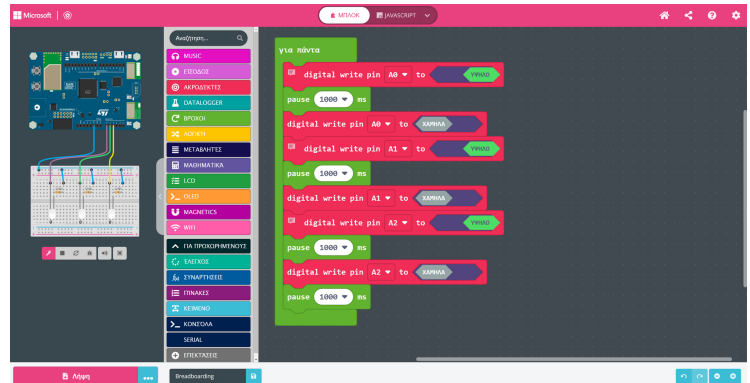 Microsoft
ΜΠΛΟΚ
JAVASCRIPT
Αναζήτηση...
MUSIC
ΕΙΣΟΔΟΣ
ΑΚΡΟΔΕΚΤΕΣ
DATALOGGER
ΒΡΟΧΟΙ
ΛΟΓΙΚΗ
ΜΕΤΑΒΛΗΤΕΣ
ΜΑΘΗΜΑΤΙΚΑ
LCD
OLED
MAGNETICS
WIFI
ΓΙΑ ΠΡΟΧΩΡΗΜΕΝΟΥΣ
ΕΛΕΓΧΟΣ
ΣΥΝΑΡΤΗΣΕΙΣ
ΠΙΝΑΚΕΣ
ΚΕΙΜΕΝΟ
ΚΟΝΣΟΛΑ
SERIAL
ΕΠΕΚΤΑΣΕΙΣ
για πάντα
digital write pin A0 to ΥΨΗΛΟ
pause 1000 ms
digital write pin A0 to ΧΑΜΗΛΑ
digital write pin A1 to ΥΨΗΛΟ
pause 1000 ms
digital write pin A1 to ΧΑΜΗΛΑ
digital write pin A2 to ΥΨΗΛΟ
pause 1000 ms
digital write pin A2 to ΧΑΜΗΛΑ
pause 1000 ms
Λήψη
Breadboarding